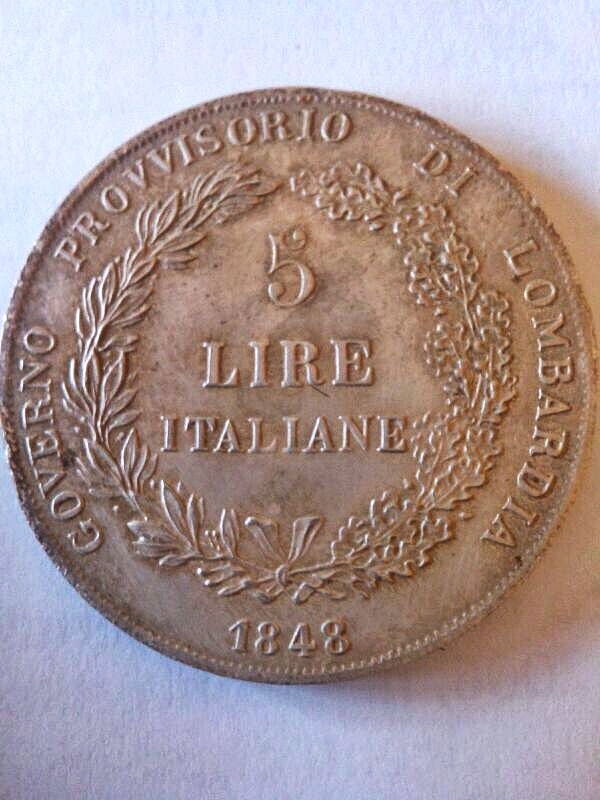 GOVERNO PROVVISORIO DI LOMBARDIA
5
LIRE
ITALIANE
1848